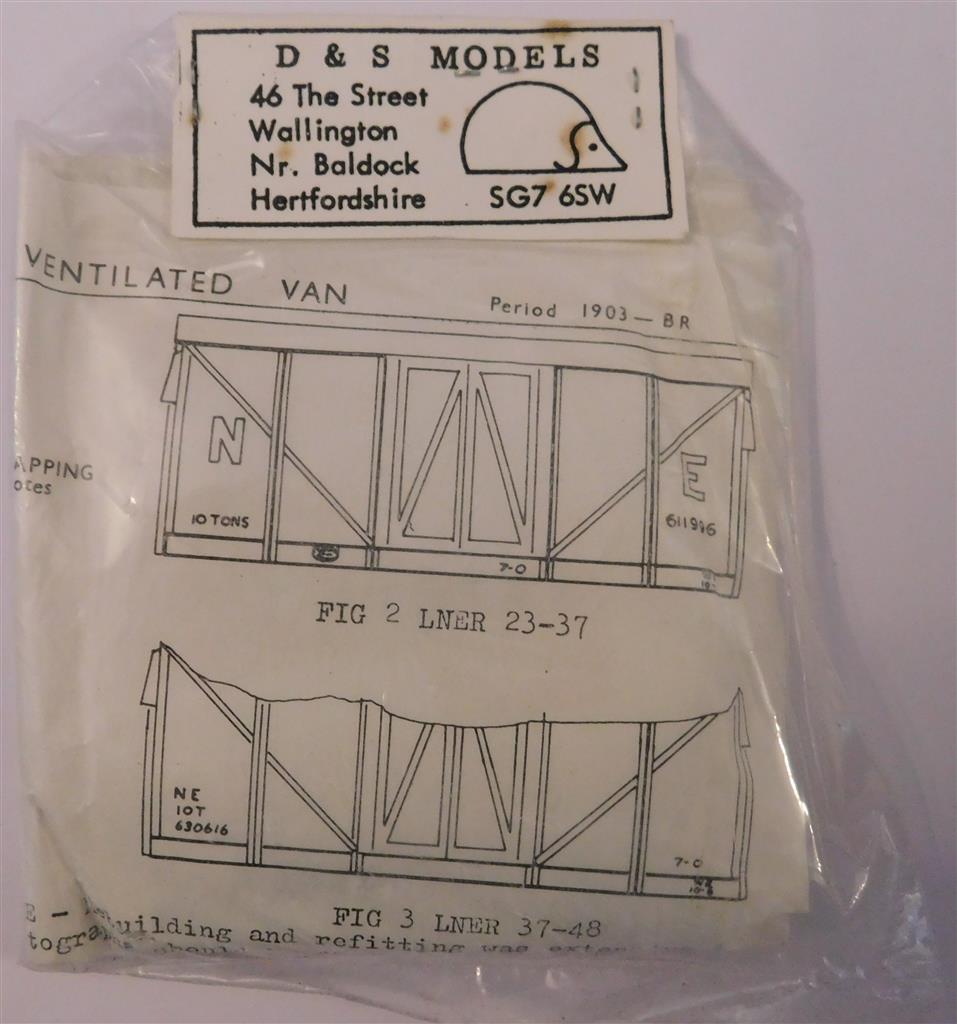 D & S MODELS
46 The Street
Wallington
Nr. Baldock
Hertfordshire
SG7 6SW
VENTILATED VAN
Period 1903 — BR
APPING
otes
N
E
10 TONS
611996
7-0
FIG 2 LNER 23-37
NE
10T
630616
7-0
FIG 3 LNER 37-48
E - uilding and refitting was
togra